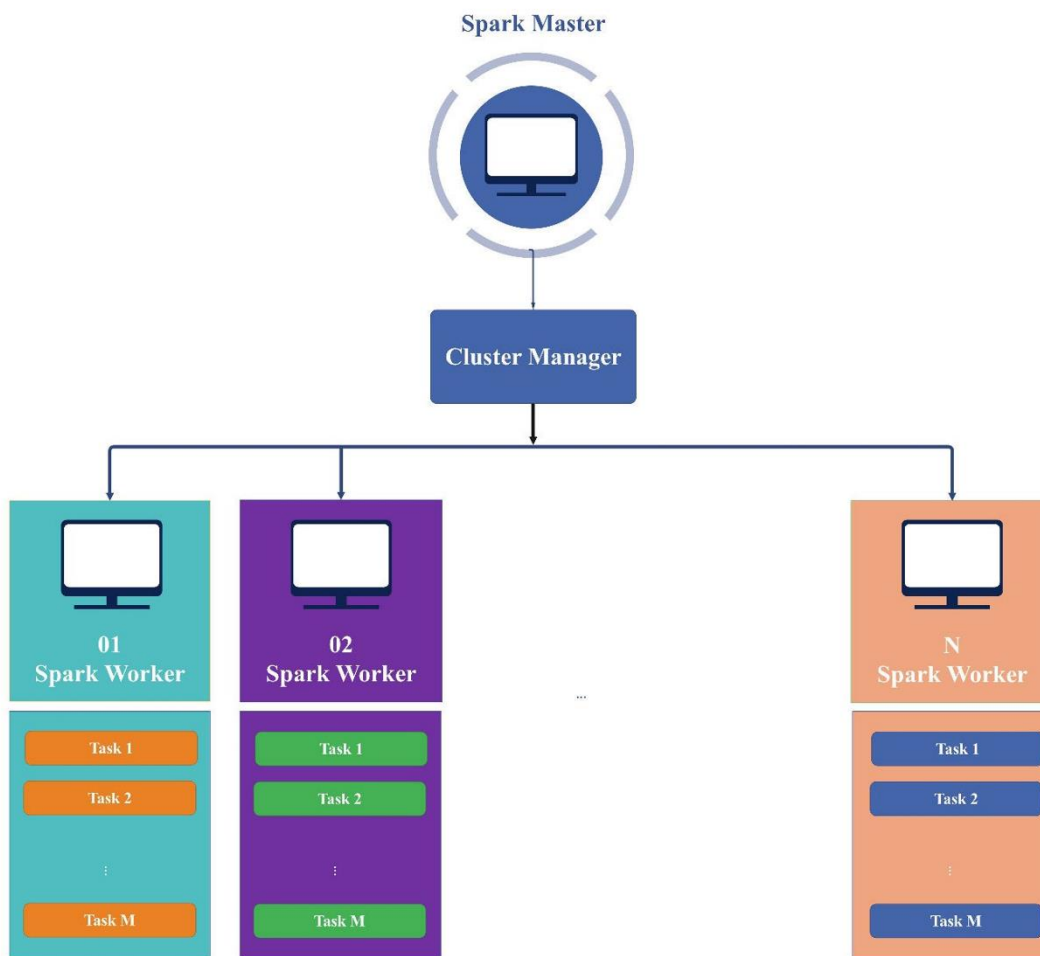 Spark Master
Cluster Manager
01
Spark Worker
02
Spark Worker
...
N
Spark Worker
Task 1
Task 2
...
Task M
Task 1
Task 2
...
Task M
Task 1
Task 2
...
Task M